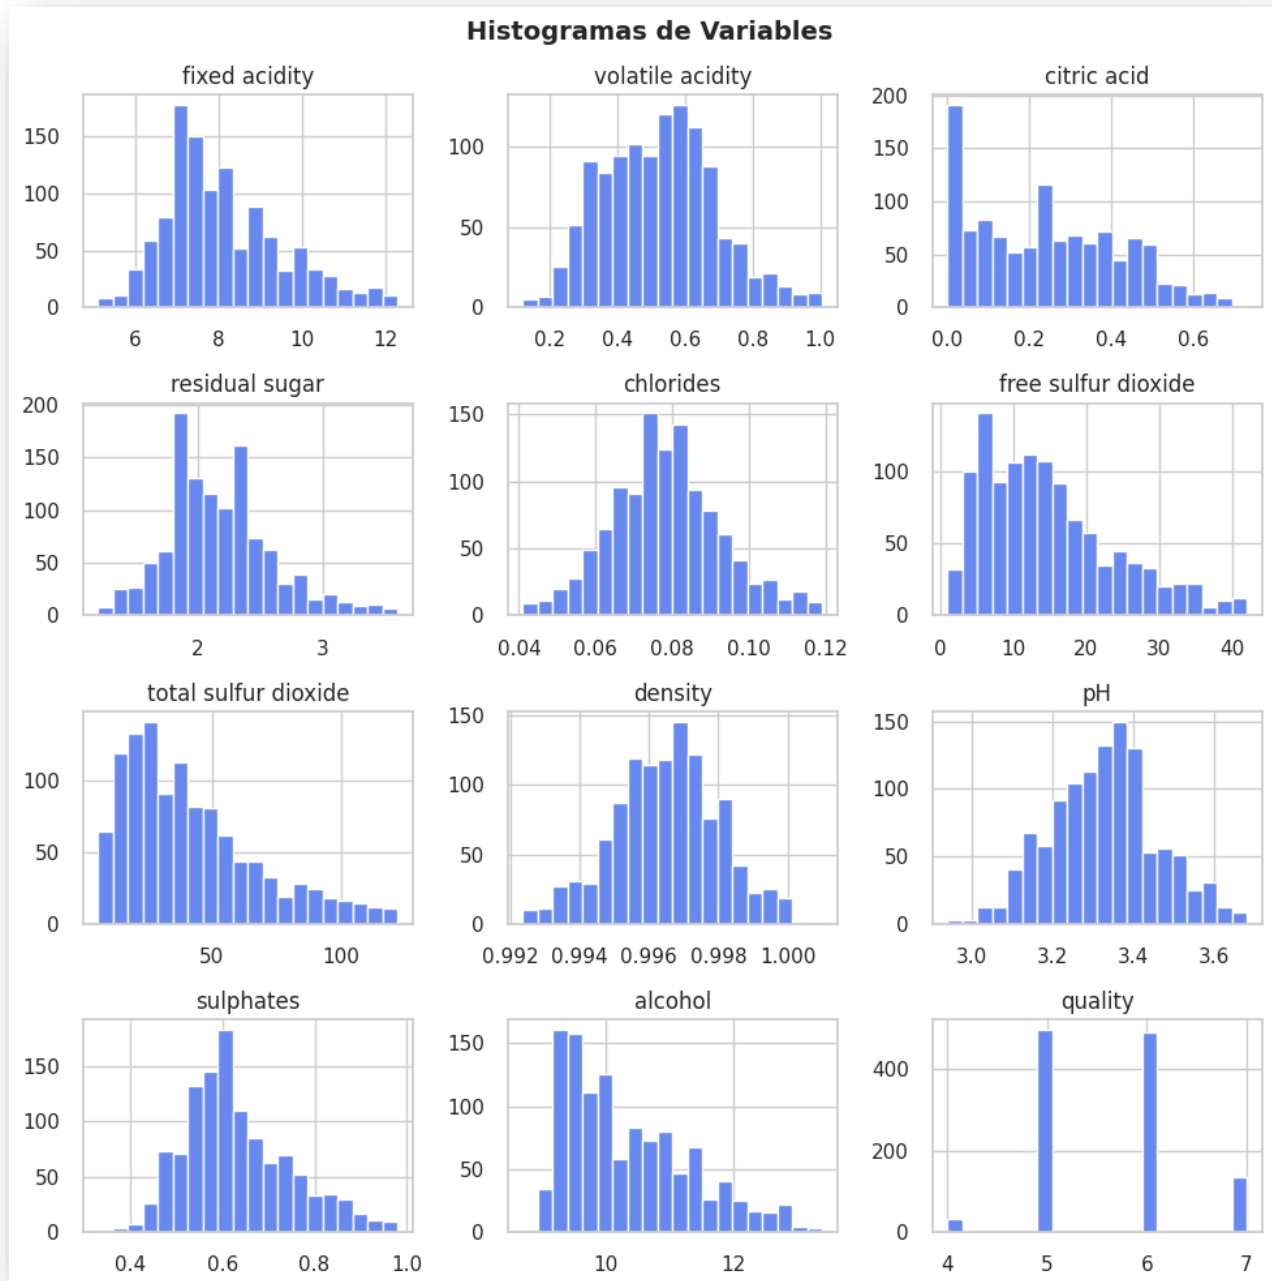 Histogramas de Variables
fixed acidity
volatile acidity
citric acid
150
100
50
0
6 8 10 12
100
50
0
0.2 0.4 0.6 0.8 1.0
200
150
100
50
0
0.0 0.2 0.4 0.6
residual sugar
chlorides
free sulfur dioxide
200
150
100
50
0
2 3
150
100
50
0
0.04 0.06 0.08 0.10 0.12
100
50
0
0 10 20 30 40
total sulfur dioxide
density
pH
100
50
0
50 100
150
100
50
0
0.992 0.994 0.996 0.998 1.000
150
100
50
0
3.0 3.2 3.4 3.6
sulphates
alcohol
quality
150
100
50
0
0.4 0.6 0.8 1.0
150
100
50
0
10 12
400
200
0
4 5 6 7